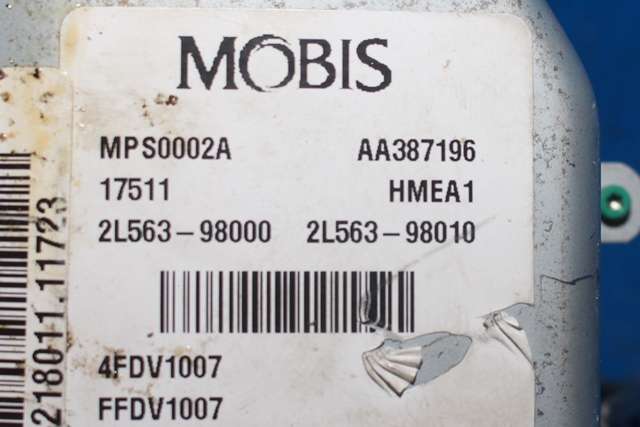 MOBIS
MPS0002A AA387196
17511 HMEA1
2L563-98000 2L563-98010
4FDV1007
FFDV1007
218011.11723